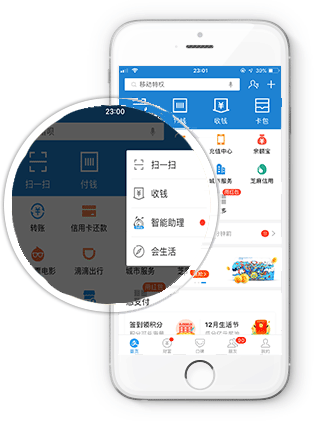 23:01
33%
移动特权
23:00
付钱
收钱
卡包
扫一扫
付钱
扫一扫
收钱
智能助理
会生活
转账
信用卡还款
电影
滴滴出行
城市服务
充值中心
余额宝
城市服务
芝麻信用
签到领积分
12月生活节
首页
口碑
朋友
我的